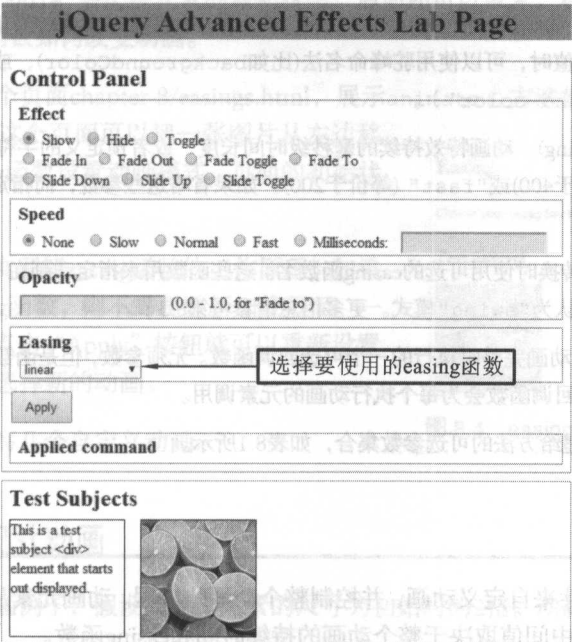 jQuery Advanced Effects Lab Page
Control Panel
Effect
Show Hide Toggle
Fade In Fade Out Fade Toggle Fade To
Slide Down Slide Up Slide Toggle
Speed
None Slow Normal Fast Milliseconds:
Opacity
(0.0 - 1.0, for "Fade to")
Easing
linear
选择要使用的easing函数
Apply
Applied command
Test Subjects
This is a test
subject <div>
element that starts
out displayed.